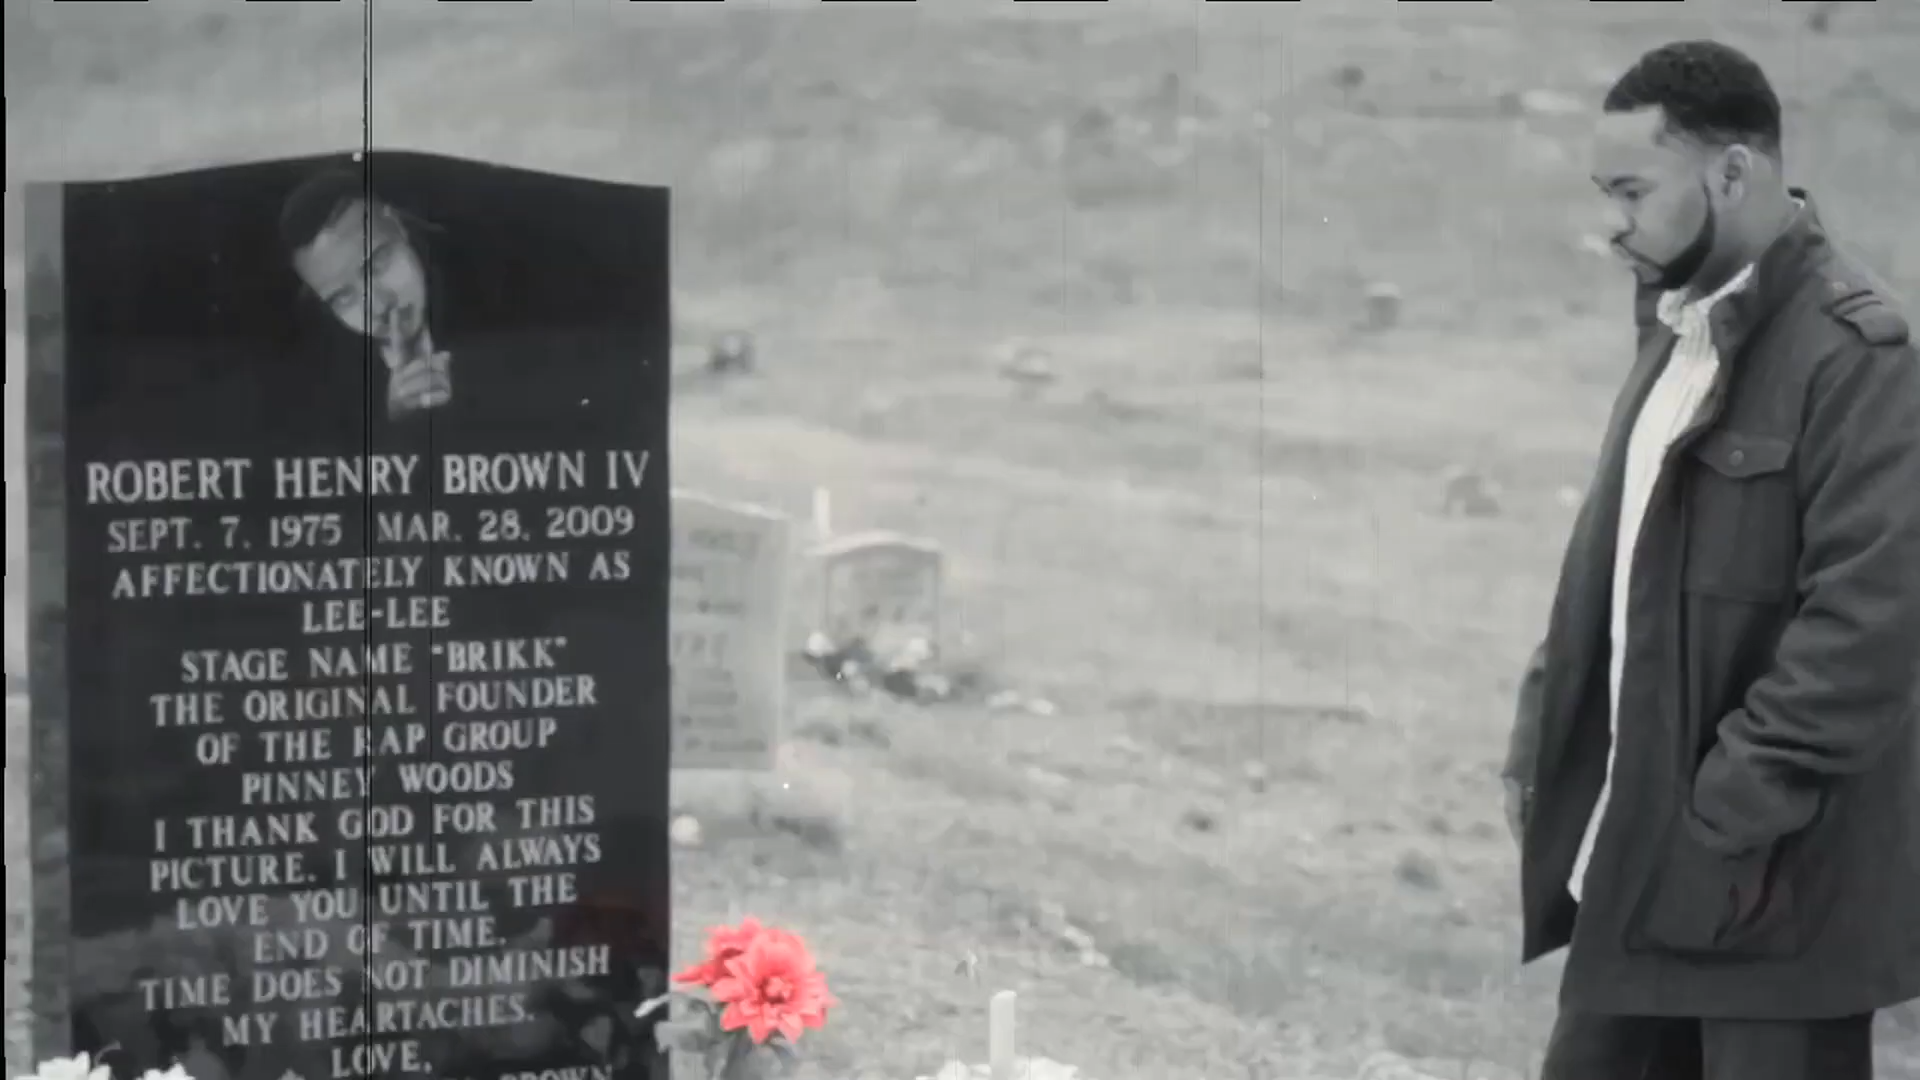 ROBERT HENRY BROWN IV
SEPT. 7, 1975 MAR. 28, 2009
AFFECTIONATELY KNOWN AS
LEE-LEE
STAGE NAME "BRIKK"
THE ORIGINAL FOUNDER
OF THE RAP GROUP
PINNEY WOODS
I THANK GOD FOR THIS
PICTURE. I WILL ALWAYS
LOVE YOU UNTIL THE
END OF TIME.
TIME DOES NOT DIMINISH
MY HEARTACHES.
LOVE,
BROWN